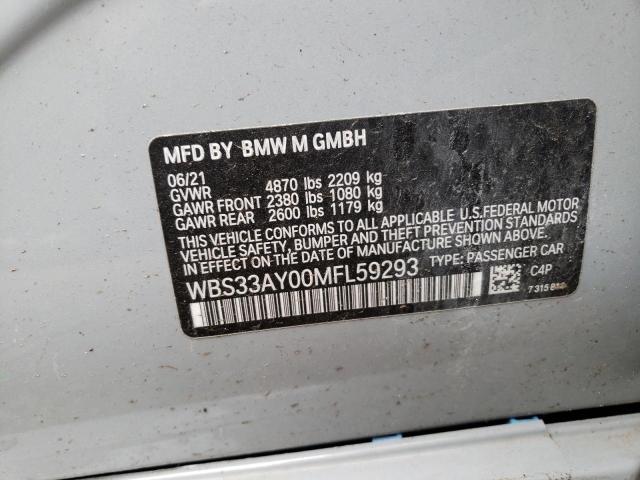 MFD BY BMW M GMBH
06/21
GVWR 4870 lbs 2209 kg
GAWR FRONT 2380 lbs 1080 kg
GAWR REAR 2600 lbs 1179 kg
THIS VEHICLE CONFORMS TO ALL APPLICABLE U.S.FEDERAL MOTOR
VEHICLE SAFETY, BUMPER AND THEFT PREVENTION STANDARDS
IN EFFECT ON THE DATE OF MANUFACTURE SHOWN ABOVE.
WBS33AY00MFL59293 TYPE: PASSENGER CAR
C4P
7 315